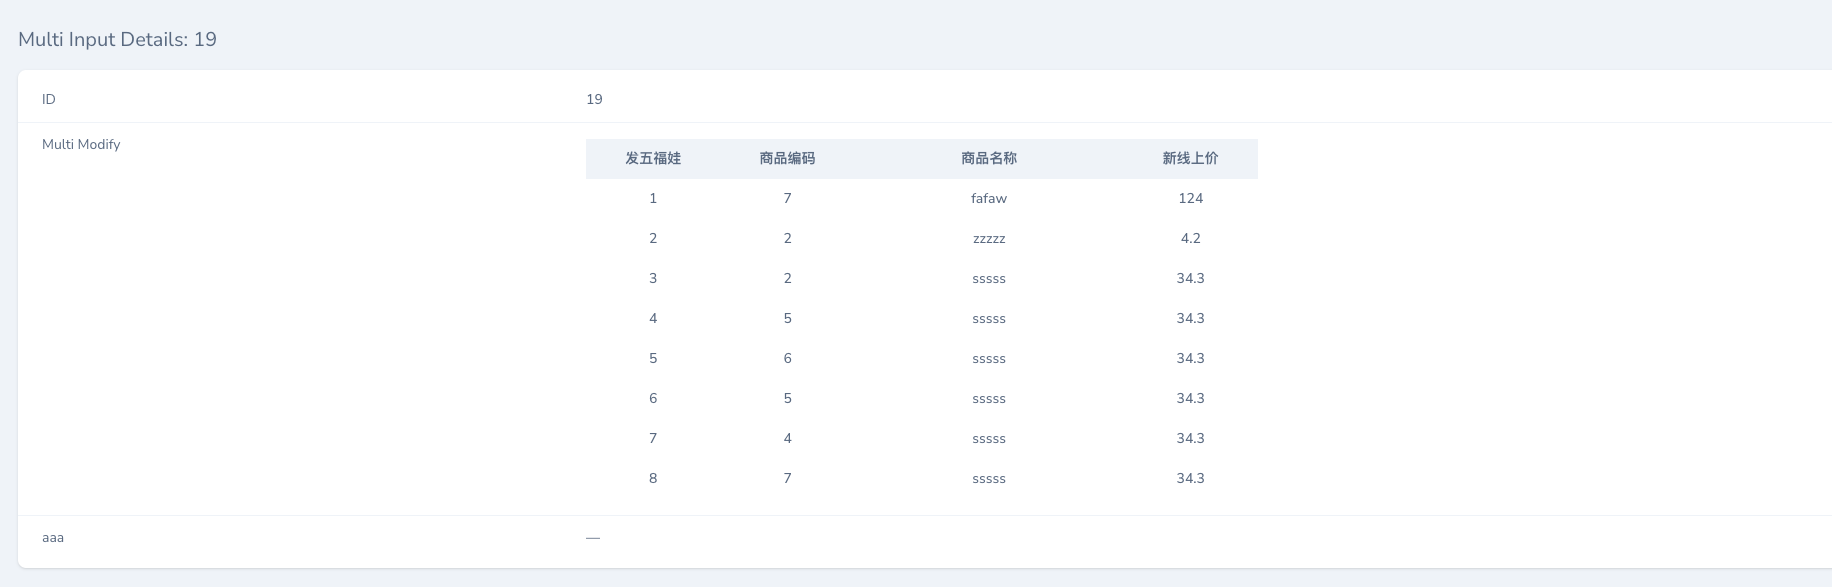 Multi Input Details: 19
ID 19
Multi Modify
发五福娃 商品编码 商品名称 新线上价
1 7 fafaw 124
2 2 zzzzz 4.2
3 2 sssss 34.3
4 5 sssss 34.3
5 6 sssss 34.3
6 5 sssss 34.3
7 4 sssss 34.3
8 7 sssss 34.3
aaa —